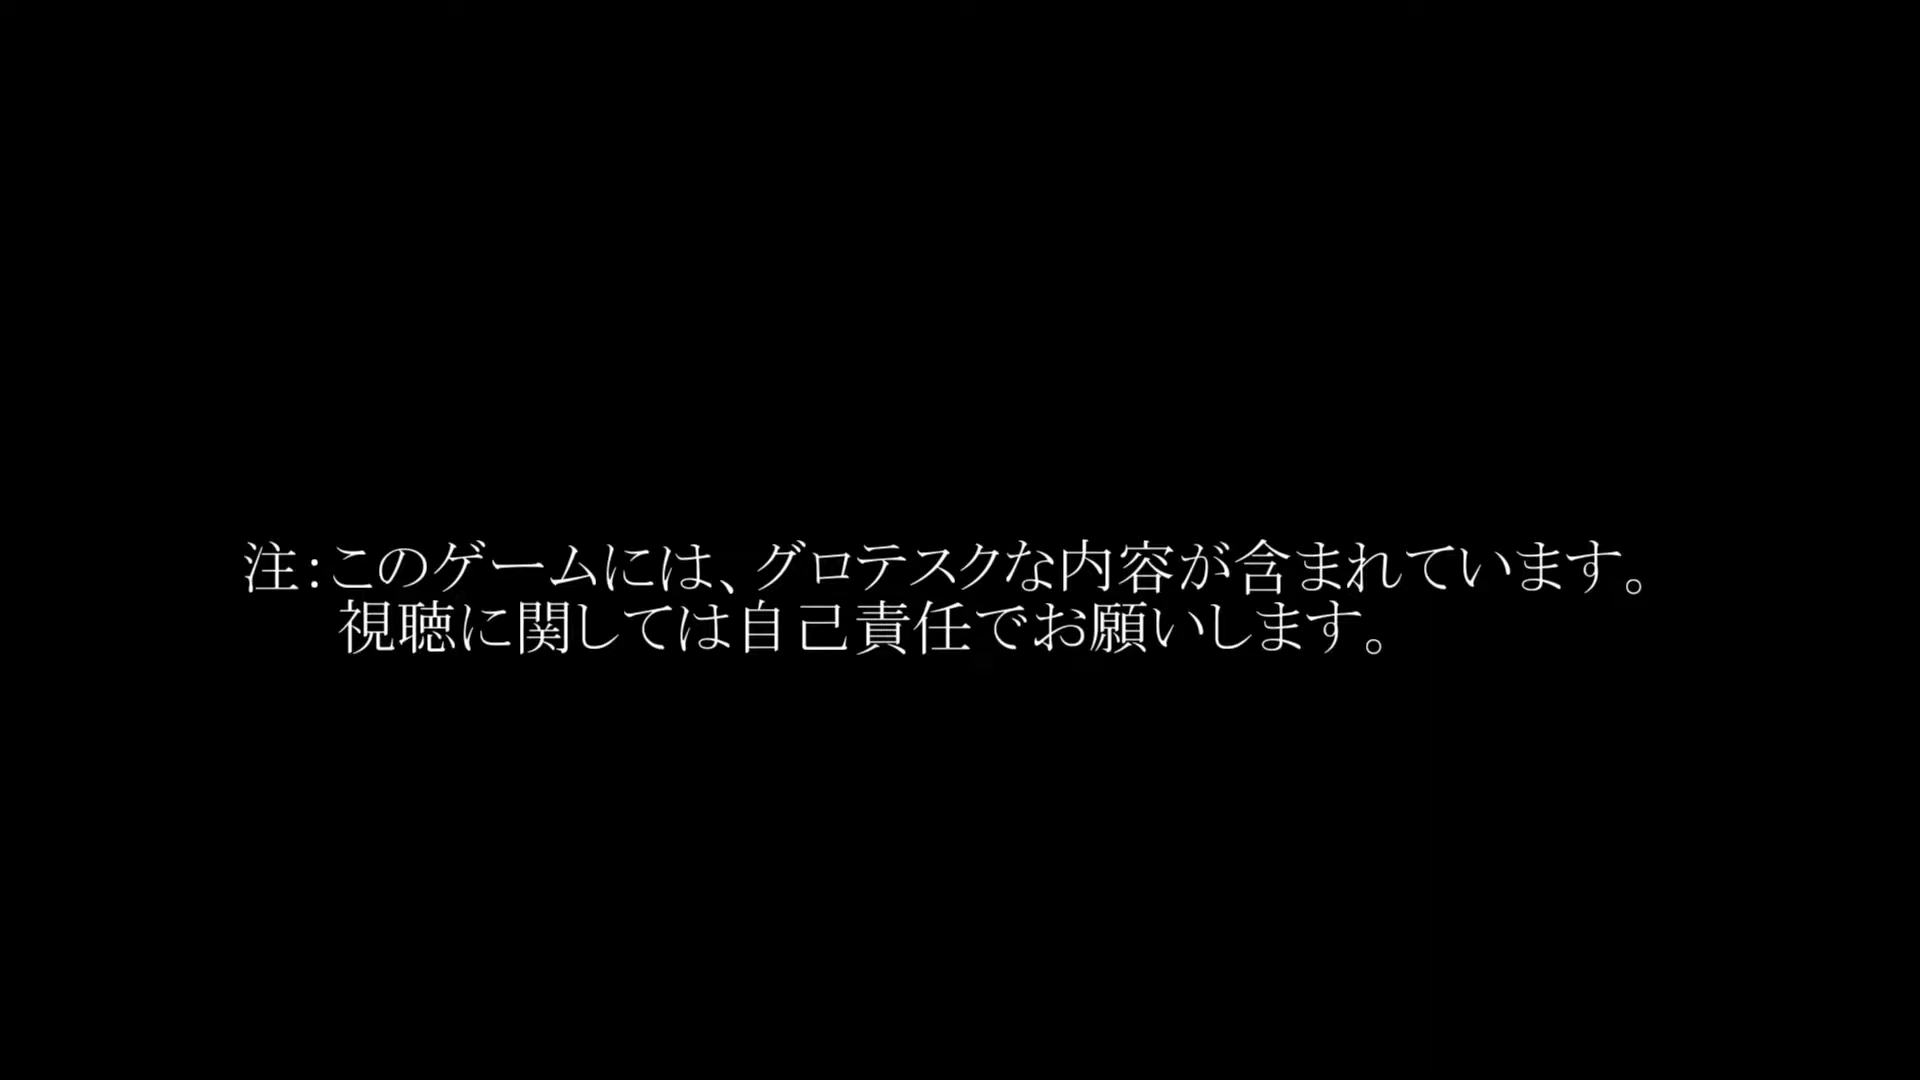 注：このゲームには、グロテスクな内容が含まれています。
視聴に関しては自己責任でお願いします。